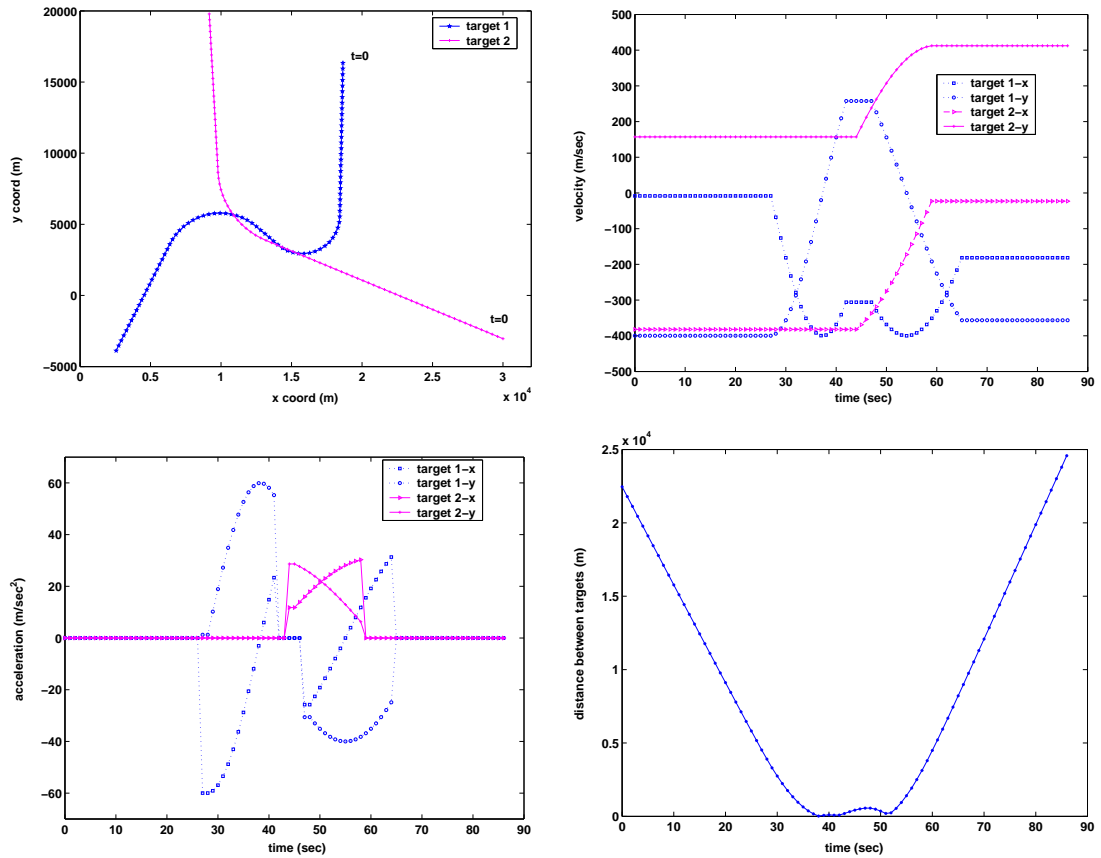 20000
15000
10000
5000
0
−5000
y coord (m)
0 0.5 1 1.5 2 2.5 3
x 10^4
x coord (m)
target 1
target 2
t=0
t=0
500
400
300
200
100
0
−100
−200
−300
−400
−500
velocity (m/sec)
0 10 20 30 40 50 60 70 80 90
time (sec)
target 1−x
target 1−y
target 2−x
target 2−y
60
40
20
0
−20
−40
−60
acceleration (m/sec^2)
0 10 20 30 40 50 60 70 80 90
time (sec)
target 1−x
target 1−y
target 2−x
target 2−y
x 10^4
2.5
2
1.5
1
0.5
0
distance between targets (m)
0 10 20 30 40 50 60 70 80 90
time (sec)